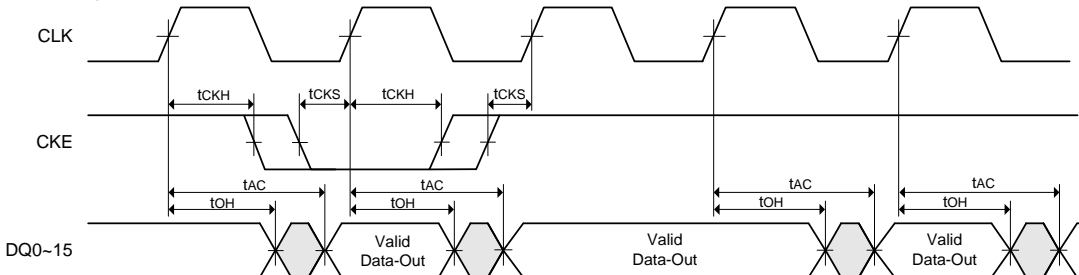 CLK
tCKH tCKS tCKH tCKS
CKE
tAC tAC tAC tAC
tOH tOH tOH tOH
DQ0~15
Valid Data-Out
Valid Data-Out
Valid Data-Out